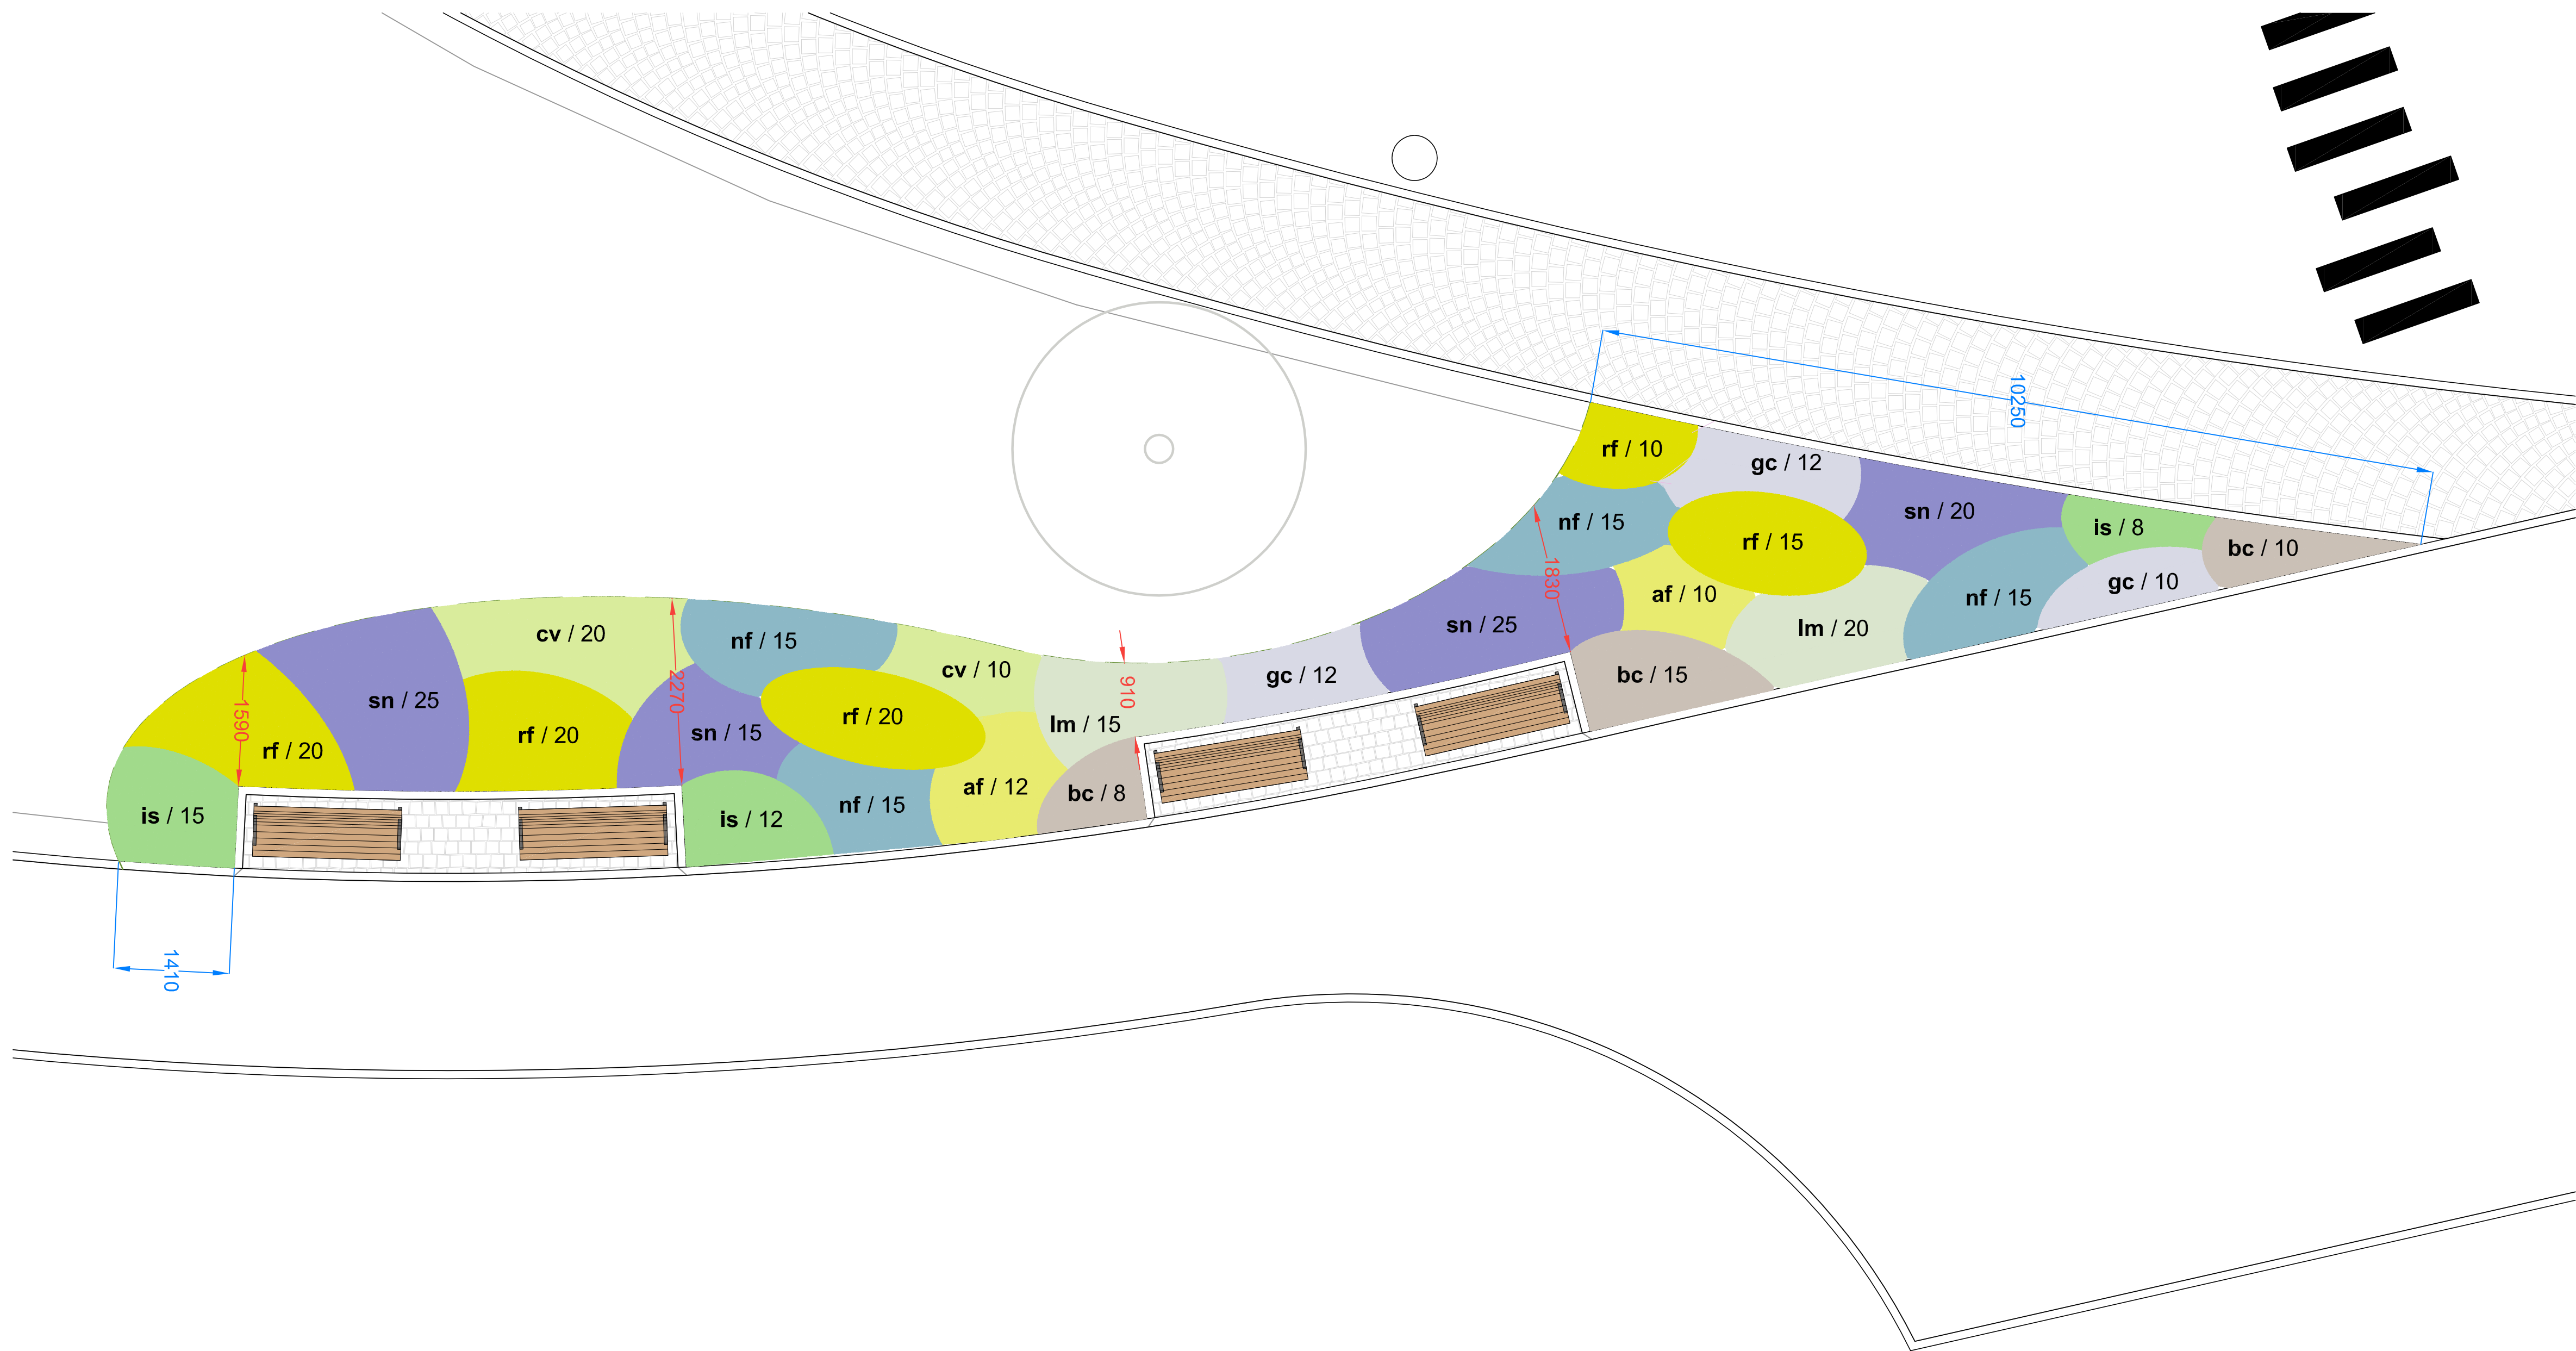 10250
rf / 10
gc / 12
sn / 20
nf / 15
is / 8
rf / 15
bc / 10
1830
gc / 10
af / 10
nf / 15
sn / 25
lm / 20
cv / 20
nf / 15
cv / 10
gc / 12
bc / 15
sn / 25
2270
910
1590
rf / 20
lm / 15
rf / 20
sn / 15
rf / 20
af / 12
bc / 8
nf / 15
is / 15
is / 12
1410